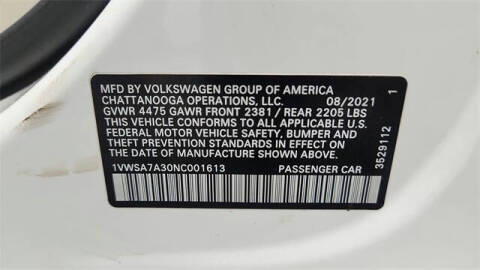 MFD BY VOLKSWAGEN GROUP OF AMERICA
CHATTANOOGA OPERATIONS, LLC. 08/2021
GVWR 4475 GAWR FRONT 2381 / REAR 2205 LBS
THIS VEHICLE CONFORMS TO ALL APPLICABLE U.S.
FEDERAL MOTOR VEHICLE SAFETY, BUMPER AND
THEFT PREVENTION STANDARDS IN EFFECT ON
THE DATE OF MANUFACTURE SHOWN ABOVE
1VWSA7A30NC001613 PASSENGER CAR
3529112 1